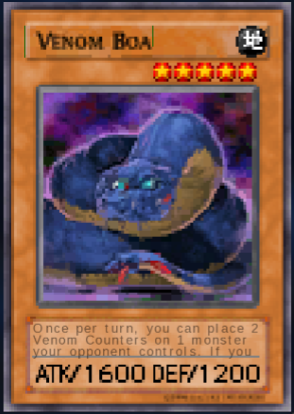 Venom Boa
地
Once per turn, you can place 2
Venom Counters on 1 monster
your opponent controls. If you
ATK/1600 DEF/1200